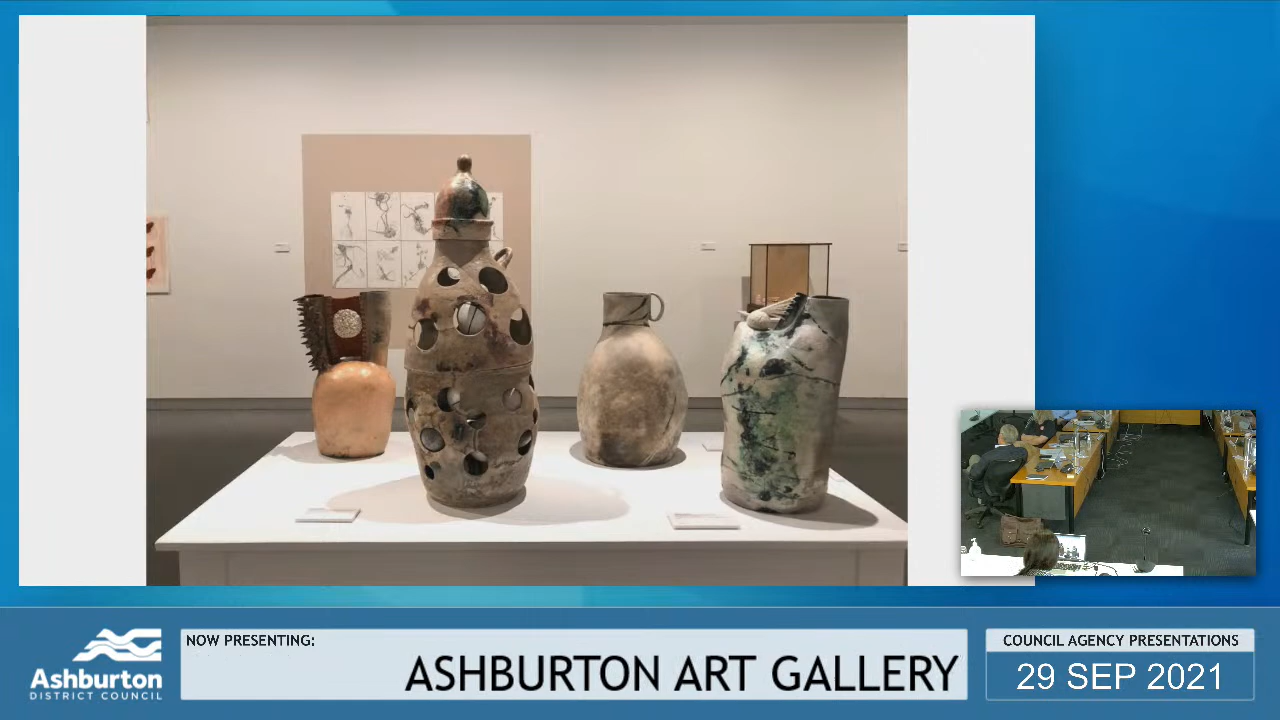 NOW PRESENTING:
ASHBURTON ART GALLERY
COUNCIL AGENCY PRESENTATIONS
29 SEP 2021
Ashburton
DISTRICT COUNCIL